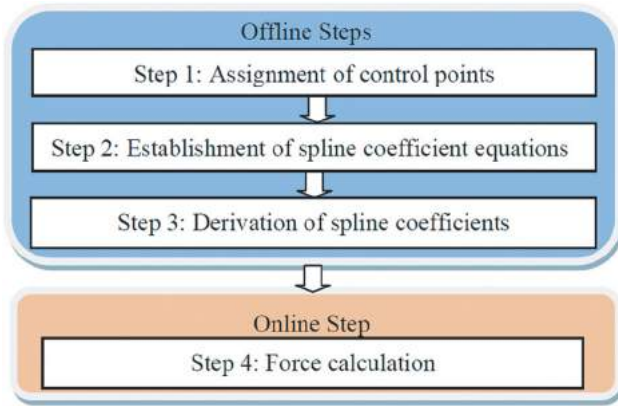 Offline Steps
Step 1: Assignment of control points
Step 2: Establishment of spline coefficient equations
Step 3: Derivation of spline coefficients
Online Step
Step 4: Force calculation